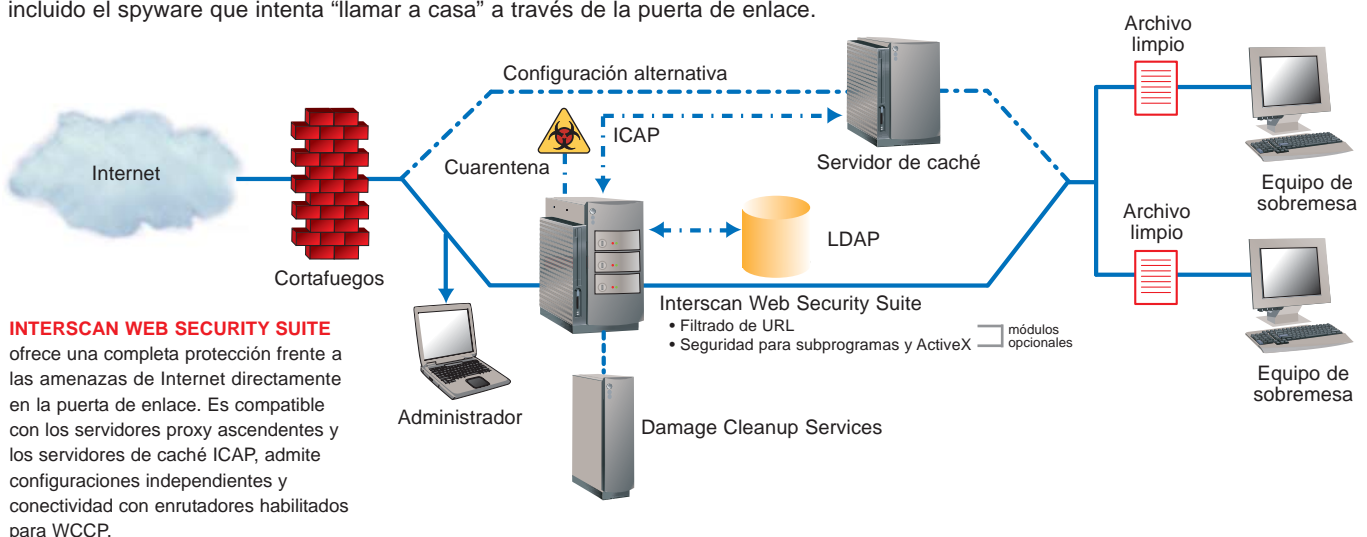 incluido el spyware que intenta “llamar a casa” a través de la puerta de enlace.
Archivo
limpio
Configuración alternativa
ICAP
Cuarentena
Servidor de caché
Internet
Equipo de
sobremesa
Archivo
limpio
LDAP
Cortafuegos
Interscan Web Security Suite
• Filtrado de URL
• Seguridad para subprogramas y ActiveX
módulos
opcionales
INTERSCAN WEB SECURITY SUITE
ofrece una completa protección frente a
las amenazas de Internet directamente
en la puerta de enlace. Es compatible
con los servidores proxy ascendentes y
los servidores de caché ICAP, admite
configuraciones independientes y
conectividad con enrutadores habilitados
para WCCP.
Administrador
Damage Cleanup Services
Equipo de
sobremesa